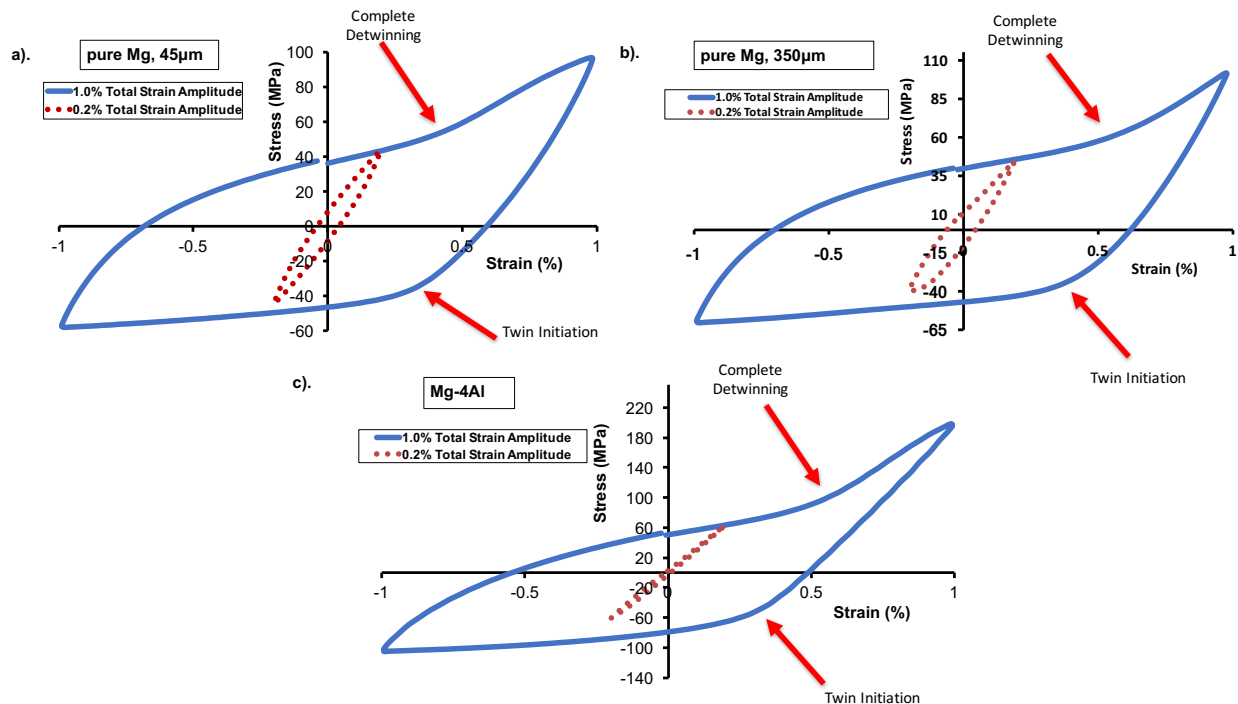 a).
pure Mg, 45µm
1.0% Total Strain Amplitude
0.2% Total Strain Amplitude
Complete
Detwinning
Stress (MPa)
100
80
60
40
20
0
-20
-40
-60
-1
-0.5
0
0.5
1
Strain (%)
Twin Initiation
b).
pure Mg, 350µm
1.0% Total Strain Amplitude
0.2% Total Strain Amplitude
Complete
Detwinning
Stress (MPa)
110
85
60
35
10
-15
-40
-65
-1
-0.5
0
0.5
1
Strain (%)
Twin Initiation
c).
Mg-4Al
1.0% Total Strain Amplitude
0.2% Total Strain Amplitude
Complete
Detwinning
Stress (MPa)
220
180
140
100
60
20
-20
-60
-100
-140
-1
-0.5
0
0.5
1
Strain (%)
Twin Initiation